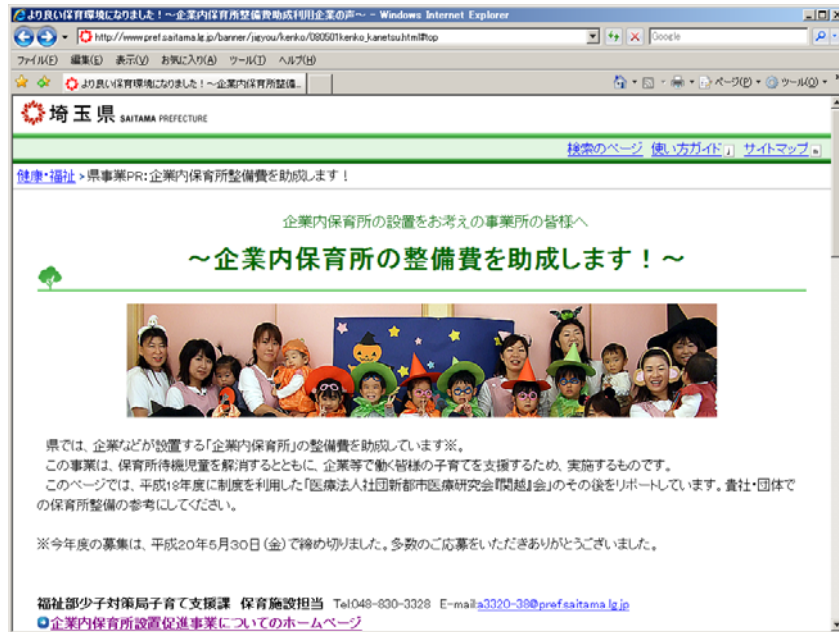 より良い保育環境になりました！～企業内保育所整備費助成利用企業の声～ - Windows Internet Explorer
http://www.pref.saitama.lg.jp/banner/jigyou/kenko/080501kenko_kanetsu.html#top
Google
ファイル(F) 編集(E) 表示(V) お気に入り(A) ツール(T) ヘルプ(H)
より良い保育環境になりました！～企業内保育所整備...
ページ(P) ツール(O)
埼玉県 SAITAMA PREFECTURE
検索のページ 使い方ガイド サイトマップ
健康・福祉 > 県事業PR:企業内保育所整備費を助成します！
企業内保育所の設置をお考えの事業所の皆様へ
～企業内保育所の整備費を助成します！～
県では、企業などが設置する「企業内保育所」の整備費を助成しています※。
この事業は、保育所待機児童を解消するとともに、企業等で働く皆様の子育てを支援するため、実施するものです。
このページでは、平成18年度に制度を利用した「医療法人社団新都市医療研究会『関越』会」のその後をリポートしています。貴社・団体で
の保育所整備の参考にしてください。
※今年度の募集は、平成20年5月30日（金）で締め切りました。多数のご応募をいただきありがとうございました。
福祉部少子対策局子育て支援課 保育施設担当 Tel:048-830-3328 E-mail:a3320-38@pref.saitama.lg.jp
企業内保育所設置促進事業についてのホームページ